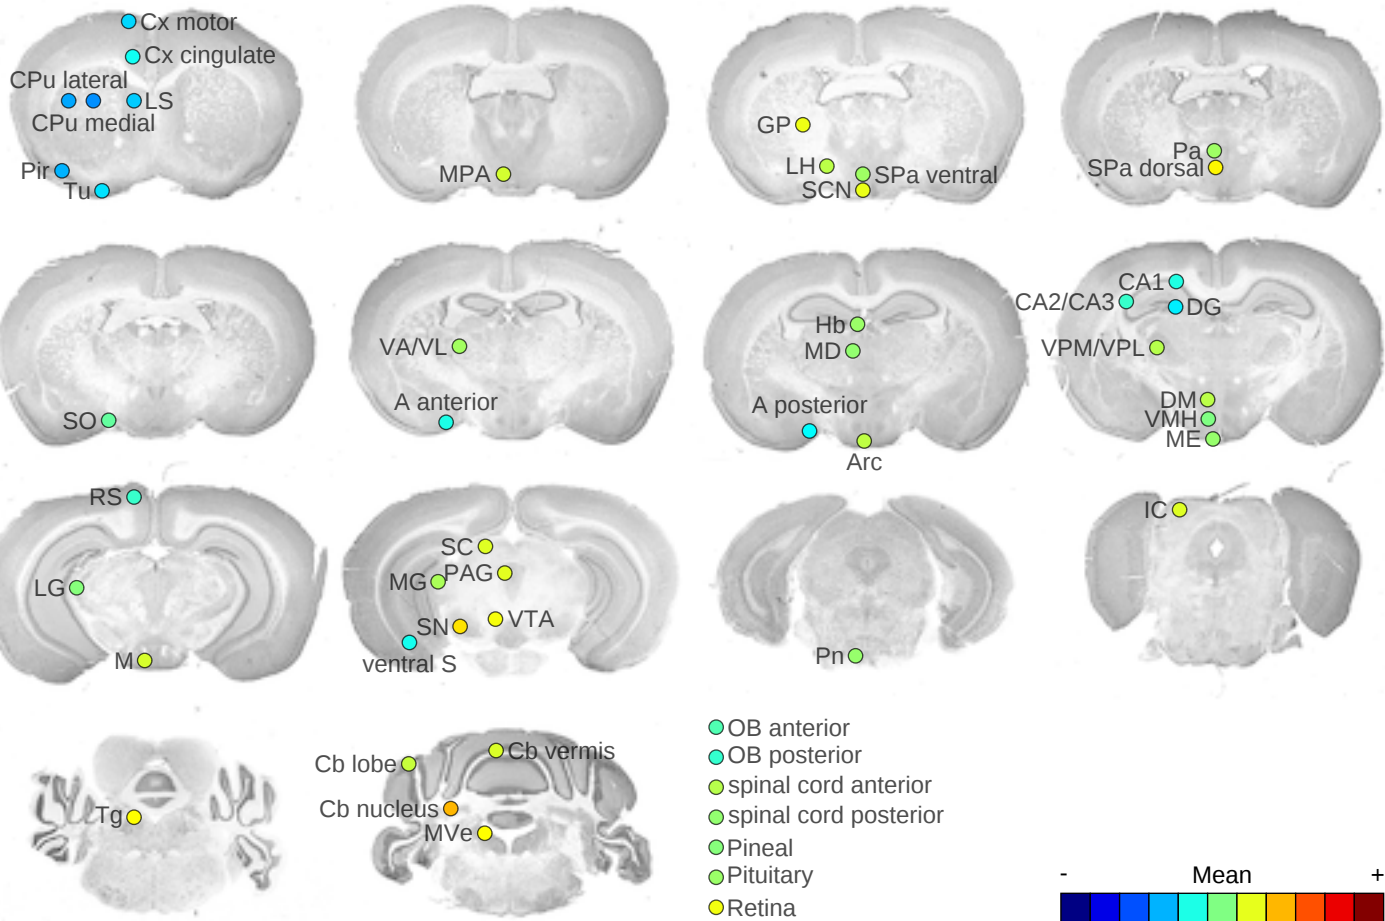 Cx motor
Cx cingulate
CPu lateral
LS
CPu medial
Pir
Tu
MPA
GP
LH
SPa ventral
SCN
Pa
SPa dorsal
SO
VA/VL
A anterior
Hb
MD
A posterior
Arc
CA1
CA2/CA3
DG
VPM/VPL
DM
VMH
ME
RS
LG
M
SC
PAG
MG
VTA
SN
ventral S
Pn
IC
Tg
Cb vermis
Cb lobe
Cb nucleus
MVe
OB anterior
OB posterior
spinal cord anterior
spinal cord posterior
Pineal
Pituitary
Retina
- Mean +